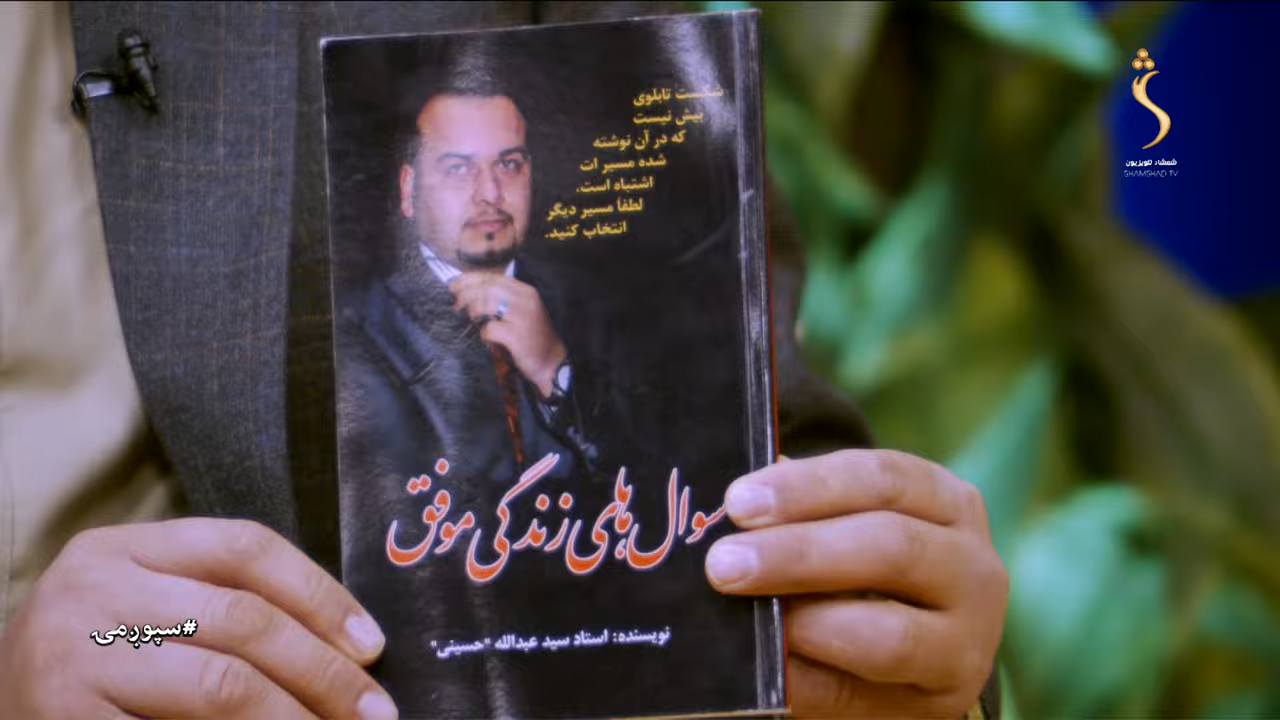 شکست تابلوی
بیش نیست
که در آن نوشته
شده مسیر ات
اشتباه است.
لطفاً مسیر دیگر
انتخاب کنید.
شمشاد تلویزیون
SHAMSHAD TV
سوال های زندگی موفق
نویسنده: استاد سید عبدالله "حسینی"
#سپوږمۍ